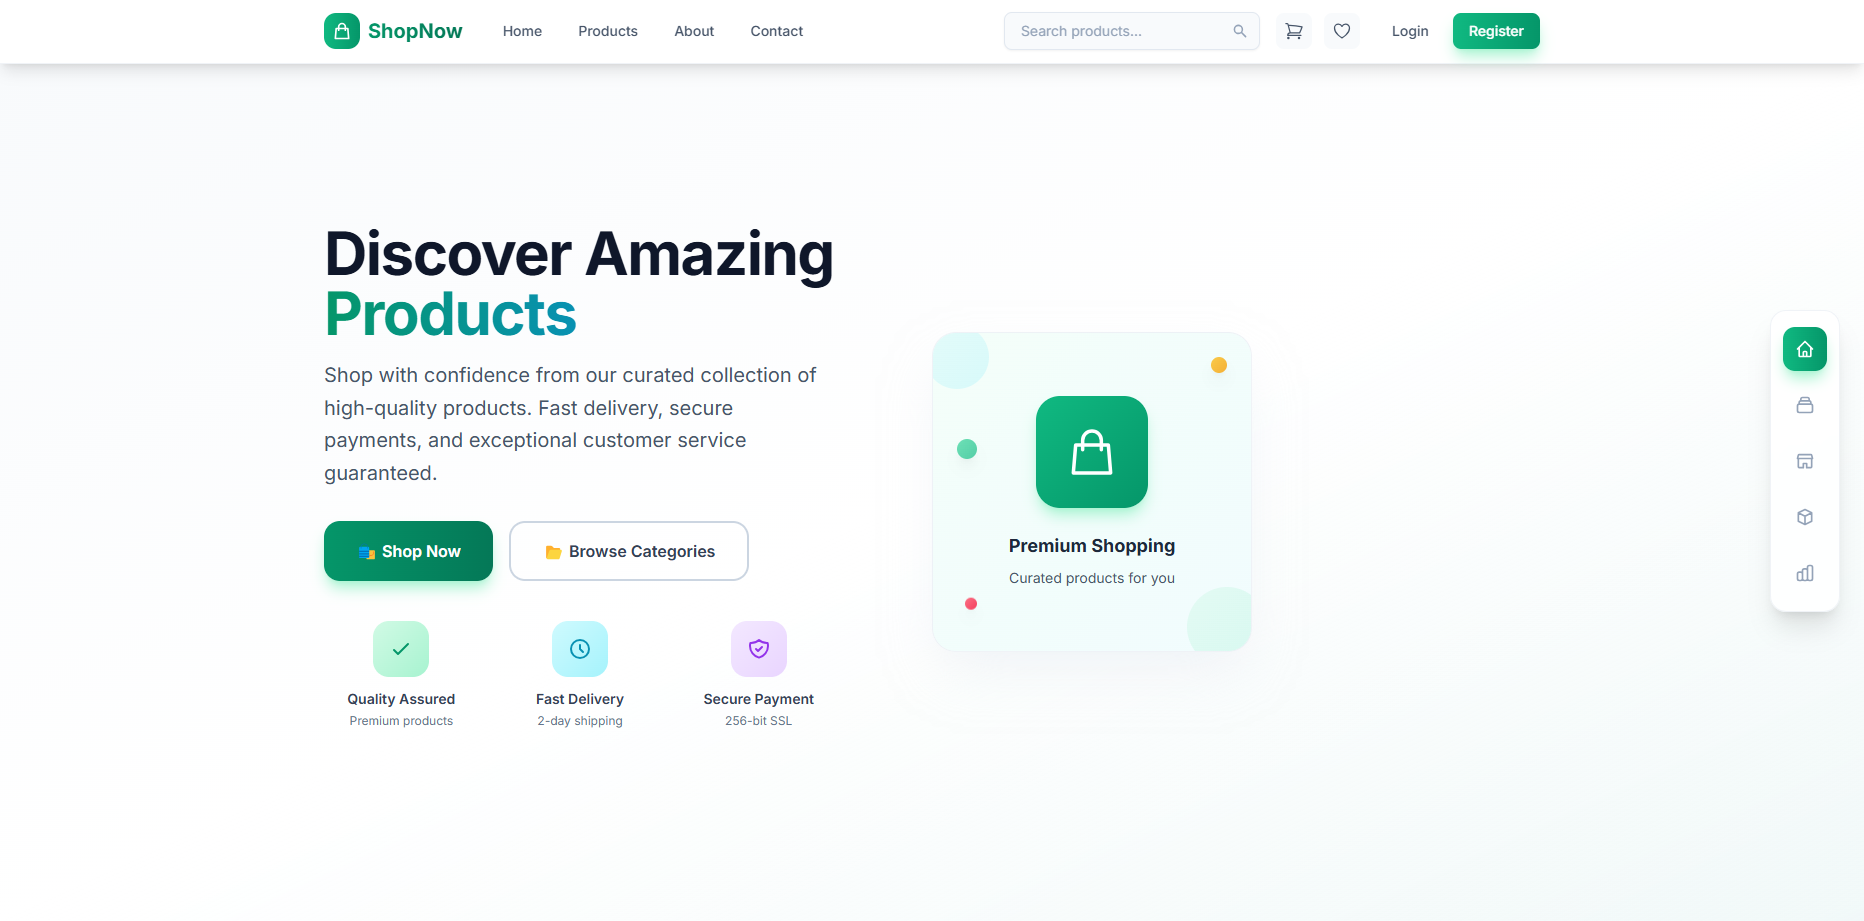 ShopNow
Home
Products
About
Contact
Search products...
Login
Register
Discover Amazing
Products
Shop with confidence from our curated collection of
high-quality products. Fast delivery, secure
payments, and exceptional customer service
guaranteed.
Shop Now
Browse Categories
Quality Assured
Premium products
Fast Delivery
2-day shipping
Secure Payment
256-bit SSL
Premium Shopping
Curated products for you